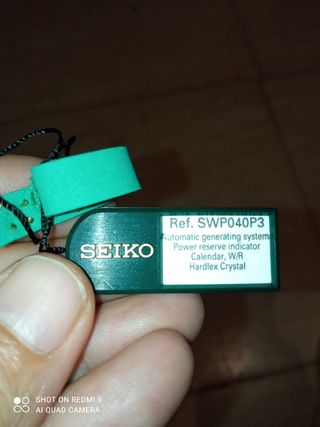 Ref. SWP040P3
Automatic generating system
Power reserve indicator
Calendar, W/R
Hardlex Crystal
SEIKO
SHOT ON REDMI 9
AI QUAD CAMERA